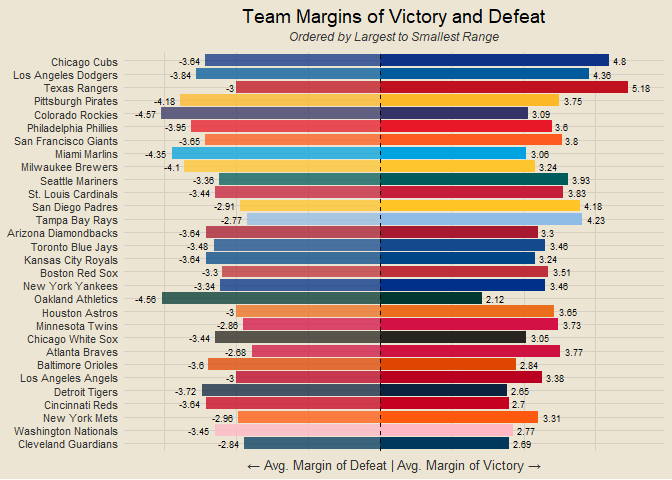 Team Margins of Victory and Defeat
Ordered by Largest to Smallest Range
Chicago Cubs -3.64 4.8
Los Angeles Dodgers -3.84 4.36
Texas Rangers -3 5.18
Pittsburgh Pirates -4.18 3.75
Colorado Rockies -4.57 3.09
Philadelphia Phillies -3.95 3.6
San Francisco Giants -3.65 3.8
Miami Marlins -4.35 3.06
Milwaukee Brewers -4.1 3.24
Seattle Mariners -3.36 3.93
St. Louis Cardinals -3.44 3.83
San Diego Padres -2.91 4.18
Tampa Bay Rays -2.77 4.23
Arizona Diamondbacks -3.64 3.3
Toronto Blue Jays -3.48 3.46
Kansas City Royals -3.64 3.24
Boston Red Sox -3.3 3.51
New York Yankees -3.34 3.46
Oakland Athletics -4.56 2.12
Houston Astros -3 3.65
Minnesota Twins -2.86 3.73
Chicago White Sox -3.44 3.05
Atlanta Braves -2.68 3.77
Baltimore Orioles -3.6 2.84
Los Angeles Angels -3 3.38
Detroit Tigers -3.72 2.65
Cincinnati Reds -3.64 2.7
New York Mets -2.96 3.31
Washington Nationals -3.45 2.77
Cleveland Guardians -2.84 2.69
← Avg. Margin of Defeat | Avg. Margin of Victory →